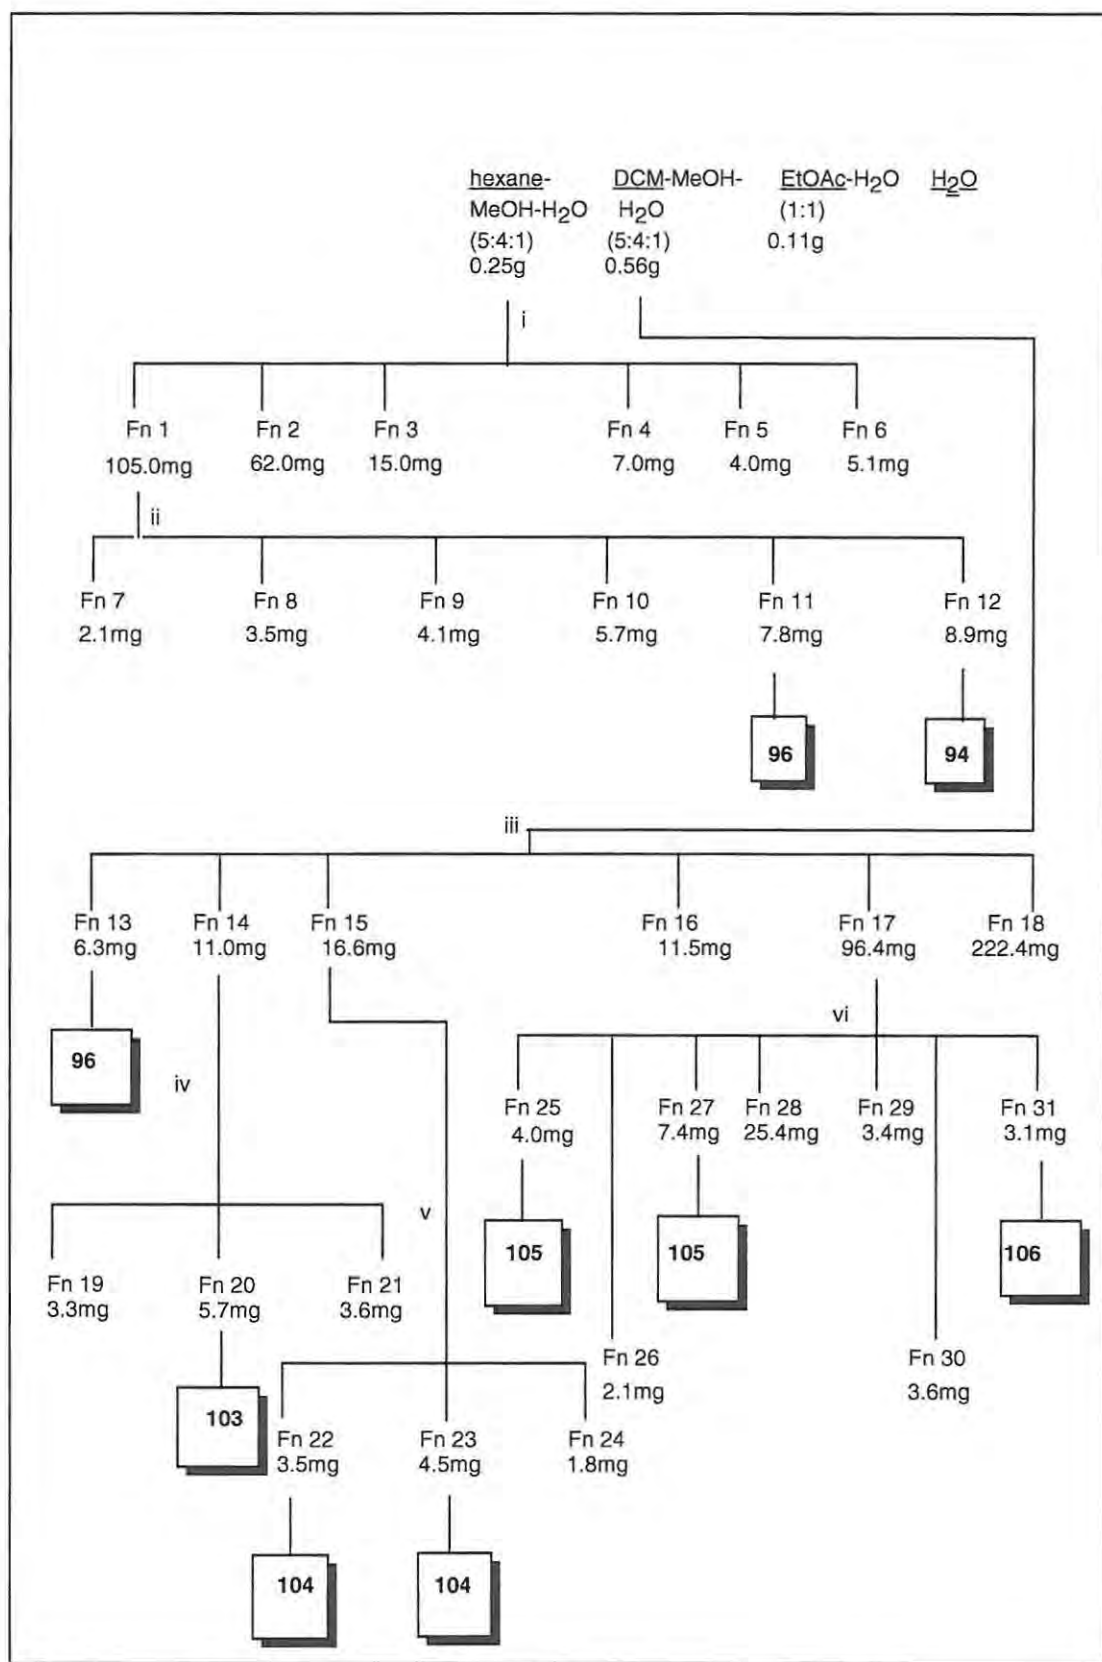 hexane- DCM-MeOH- EtOAc-H2O H2O
MeOH-H2O H2O (1:1)
(5:4:1) (5:4:1) 0.11g
0.25g 0.56g
i
Fn 1 Fn 2 Fn 3 Fn 4 Fn 5 Fn 6
105.0mg 62.0mg 15.0mg 7.0mg 4.0mg 5.1mg
ii
Fn 7 Fn 8 Fn 9 Fn 10 Fn 11 Fn 12
2.1mg 3.5mg 4.1mg 5.7mg 7.8mg 8.9mg
96 94
iii
Fn 13 Fn 14 Fn 15 Fn 16 Fn 17 Fn 18
6.3mg 11.0mg 16.6mg 11.5mg 96.4mg 222.4mg
vi
96
iv
Fn 25 Fn 27 Fn 28 Fn 29 Fn 31
4.0mg 7.4mg 25.4mg 3.4mg 3.1mg
v
105 105 106
Fn 19 Fn 20 Fn 21
3.3mg 5.7mg 3.6mg
Fn 26 Fn 30
2.1mg 3.6mg
103
Fn 22 Fn 23 Fn 24
3.5mg 4.5mg 1.8mg
104 104